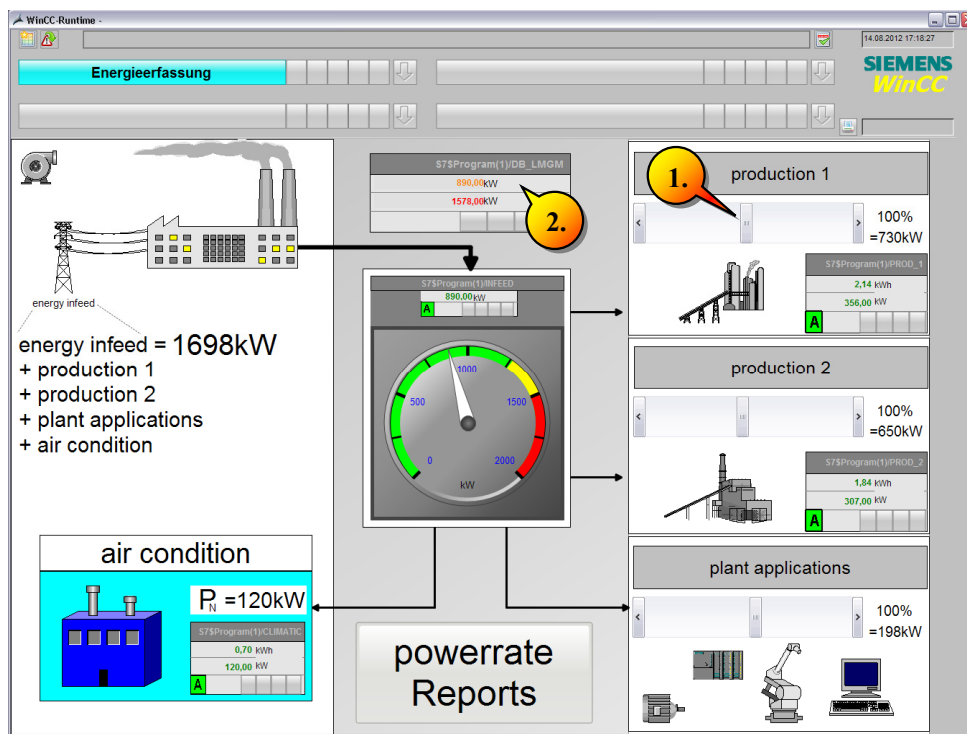 WinCC-Runtime -
14.08.2012 17:18:27
Energieerfassung
SIEMENS
WinCC
S7$Program(1)/DB_LMGM
890,00kW
1578,00kW
1.
2.
production 1
100%
=730kW
S7$Program(1)/PROD_1
2,14 kWh
356,00 kW
A
energy infeed
energy infeed = 1698kW
+ production 1
+ production 2
+ plant applications
+ air condition
S7$Program(1)/INFEED
890,00kW
A
0
500
1000
1500
2000
kW
production 2
100%
=650kW
S7$Program(1)/PROD_2
1,84 kWh
307,00 kW
A
air condition
PN =120kW
S7$Program(1)/CLIMATIC
0,70 kWh
120,00 kW
A
powerrate
Reports
plant applications
100%
=198kW